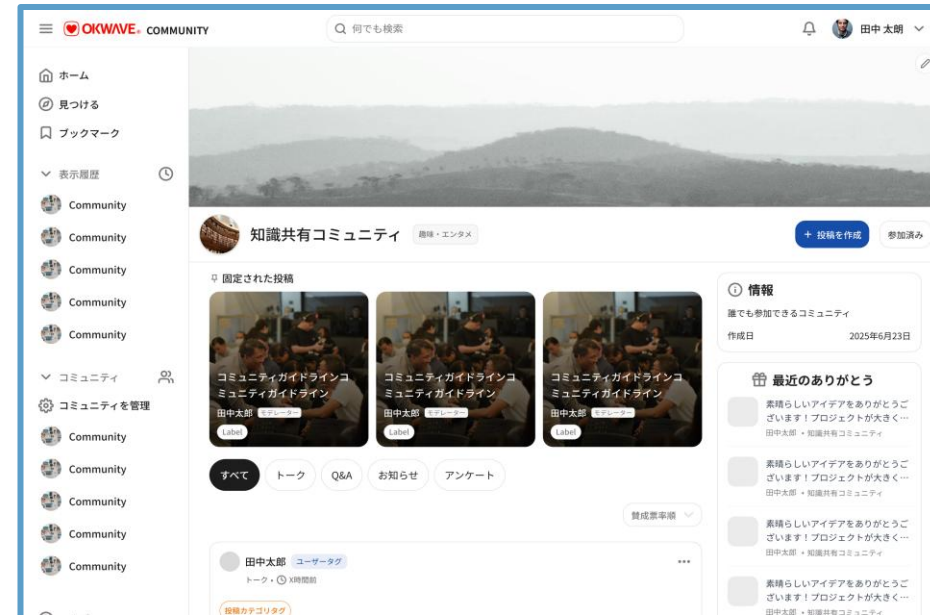 OKWAVE. COMMUNITY
何でも検索
田中 太朗
ホーム
見つける
ブックマーク
表示履歴
Community
Community
Community
Community
Community
コミュニティ
コミュニティを管理
Community
Community
Community
Community
Community
知識共有コミュニティ
趣味・エンタメ
+ 投稿を作成
参加済み
固定された投稿
コミュニティガイドラインコ
ミュニティガイドライン
田中太郎 モデレーター
Label
コミュニティガイドラインコ
ミュニティガイドライン
田中太郎 モデレーター
Label
コミュニティガイドラインコ
ミュニティガイドライン
田中太郎 モデレーター
Label
すべて
トーク
Q&A
お知らせ
アンケート
賛成票率順
田中太郎 ユーザータグ
トーク・X時間前
投稿カテゴリタグ
情報
誰でも参加できるコミュニティ
作成日 2025年6月23日
最近のありがとう
素晴らしいアイデアをありがとうご
ざいます!プロジェクトが大きく…
田中太郎 • 知識共有コミュニティ
素晴らしいアイデアをありがとうご
ざいます!プロジェクトが大きく…
田中太郎 • 知識共有コミュニティ
素晴らしいアイデアをありがとうご
ざいます!プロジェクトが大きく…
田中太郎 • 知識共有コミュニティ
素晴らしいアイデアをありがとうご
ざいます!プロジェクトが大きく…
田中太郎 • 知識共有コミュニティ